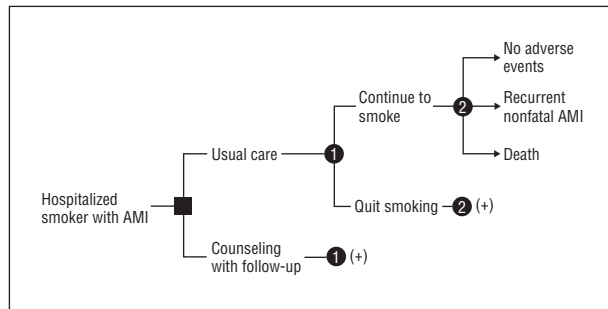 Hospitalized
smoker with AMI
Usual care
Counseling
with follow-up
1
1 (+)
Continue to
smoke
Quit smoking
2
2 (+)
No adverse
events
Recurrent
nonfatal AMI
Death